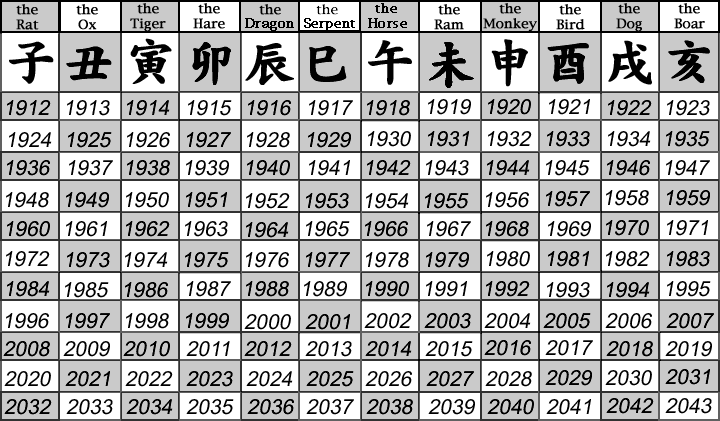 the Rat the Ox the Tiger the Hare the Dragon the Serpent the Horse the Ram the Monkey the Bird the Dog the Boar
子 丑 寅 卯 辰 巳 午 未 申 酉 戌 亥
1912 1913 1914 1915 1916 1917 1918 1919 1920 1921 1922 1923
1924 1925 1926 1927 1928 1929 1930 1931 1932 1933 1934 1935
1936 1937 1938 1939 1940 1941 1942 1943 1944 1945 1946 1947
1948 1949 1950 1951 1952 1953 1954 1955 1956 1957 1958 1959
1960 1961 1962 1963 1964 1965 1966 1967 1968 1969 1970 1971
1972 1973 1974 1975 1976 1977 1978 1979 1980 1981 1982 1983
1984 1985 1986 1987 1988 1989 1990 1991 1992 1993 1994 1995
1996 1997 1998 1999 2000 2001 2002 2003 2004 2005 2006 2007
2008 2009 2010 2011 2012 2013 2014 2015 2016 2017 2018 2019
2020 2021 2022 2023 2024 2025 2026 2027 2028 2029 2030 2031
2032 2033 2034 2035 2036 2037 2038 2039 2040 2041 2042 2043